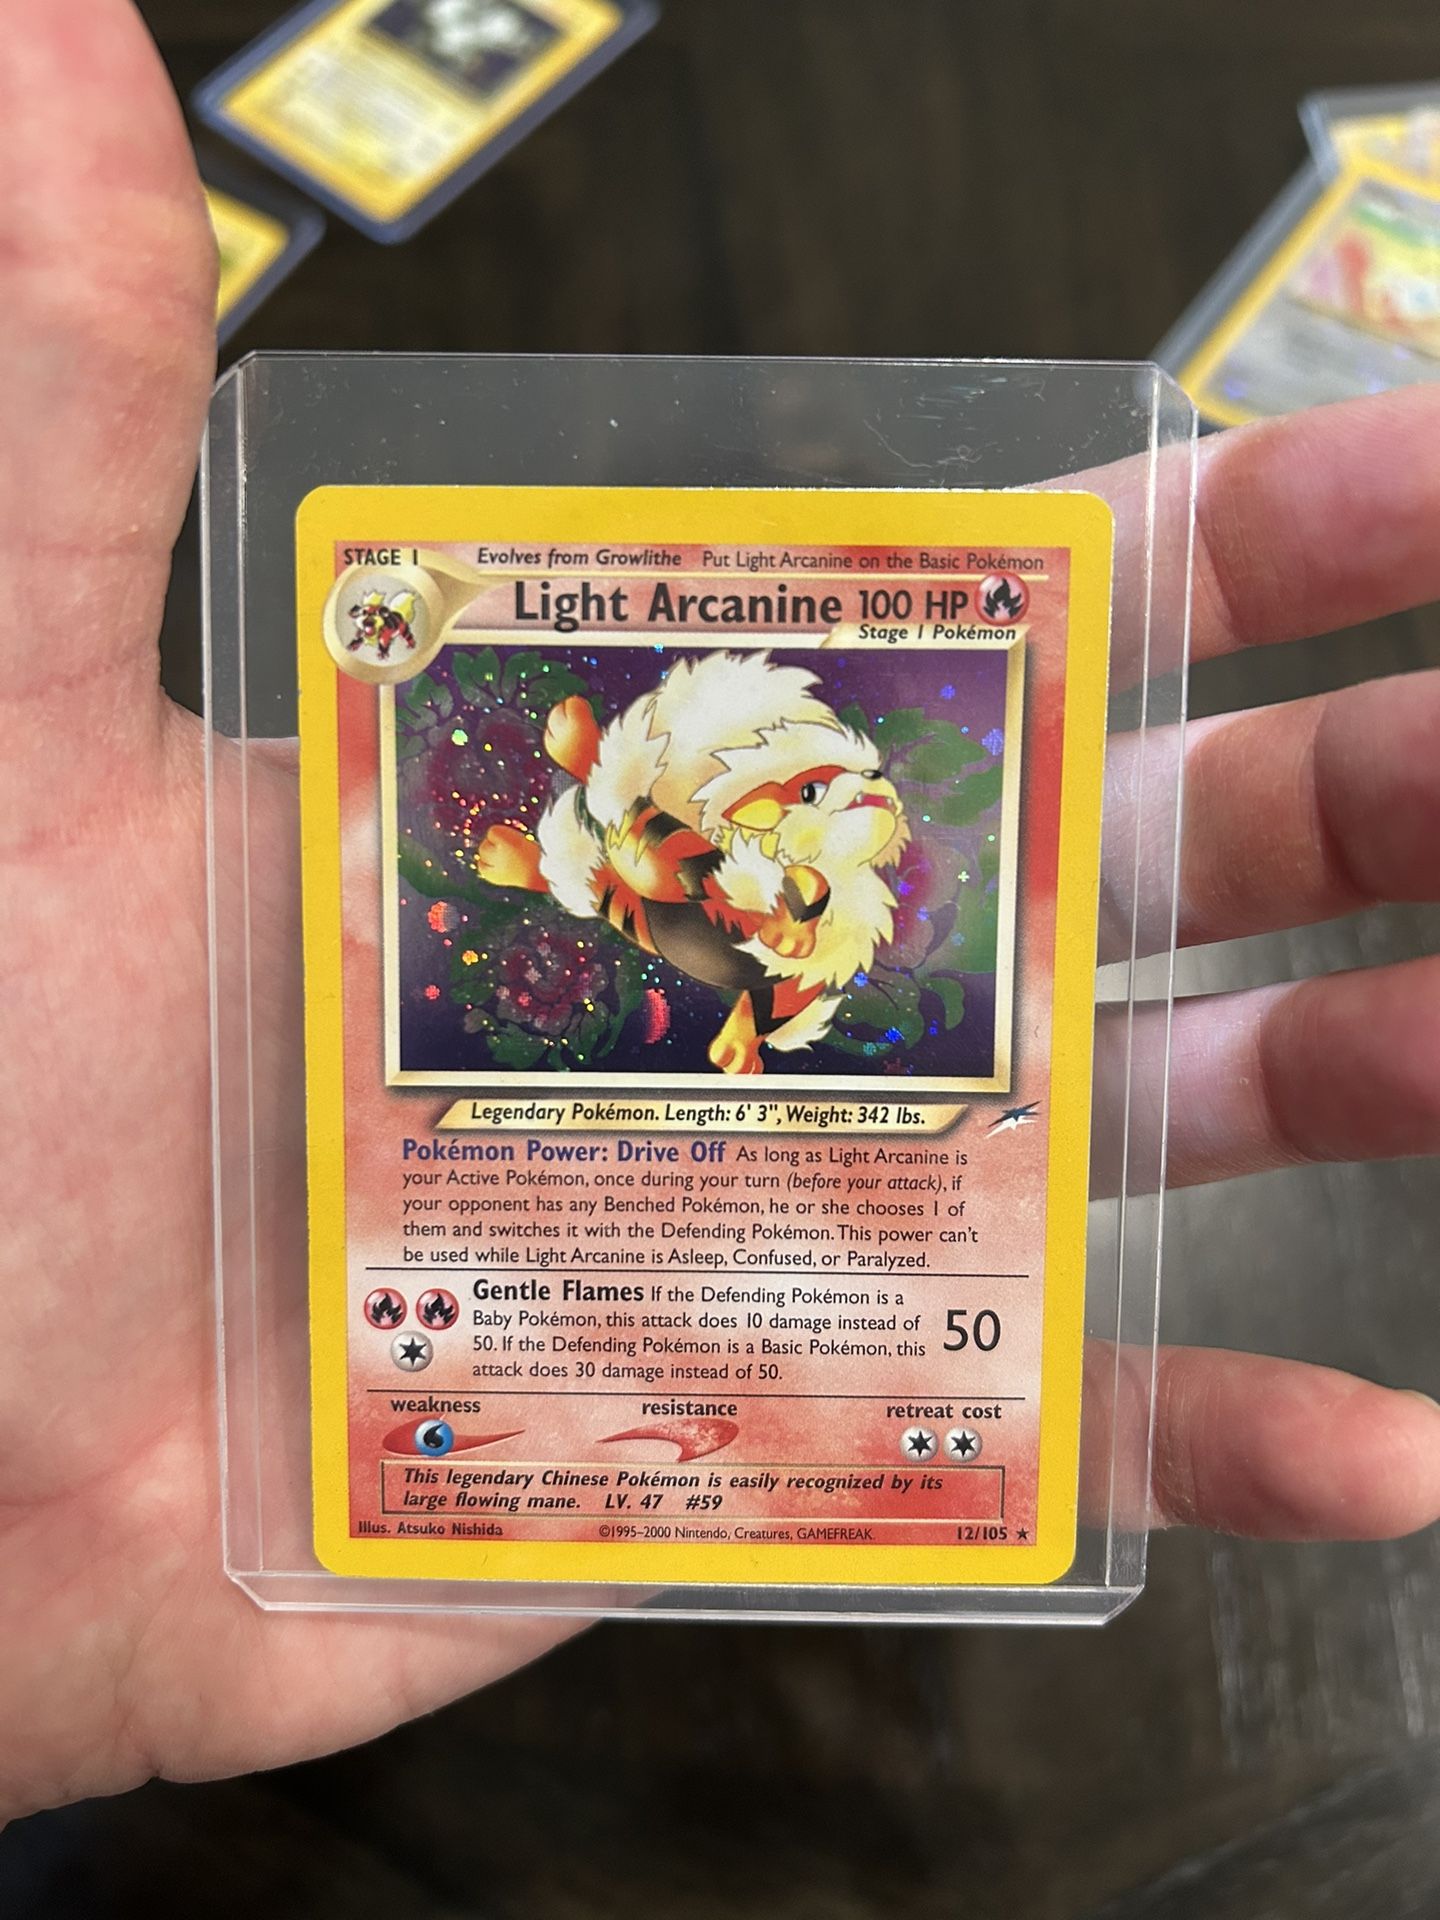 STAGE 1 Evolves from Growlithe Put Light Arcanine on the Basic Pokémon
Light Arcanine 100 HP
Stage 1 Pokémon
Legendary Pokémon. Length: 6' 3", Weight: 342 lbs.
Pokémon Power: Drive Off As long as Light Arcanine is
your Active Pokémon, once during your turn (before your attack), if
your opponent has any Benched Pokémon, he or she chooses 1 of
them and switches it with the Defending Pokémon. This power can't
be used while Light Arcanine is Asleep, Confused, or Paralyzed.
Gentle Flames If the Defending Pokémon is a
Baby Pokémon, this attack does 10 damage instead of
50. If the Defending Pokémon is a Basic Pokémon, this
attack does 30 damage instead of 50.
50
weakness resistance retreat cost
This legendary Chinese Pokémon is easily recognized by its
large flowing mane. LV. 47 #59
Illus. Atsuko Nishida ©1995–2000 Nintendo, Creatures, GAMEFREAK. 12/105 ★